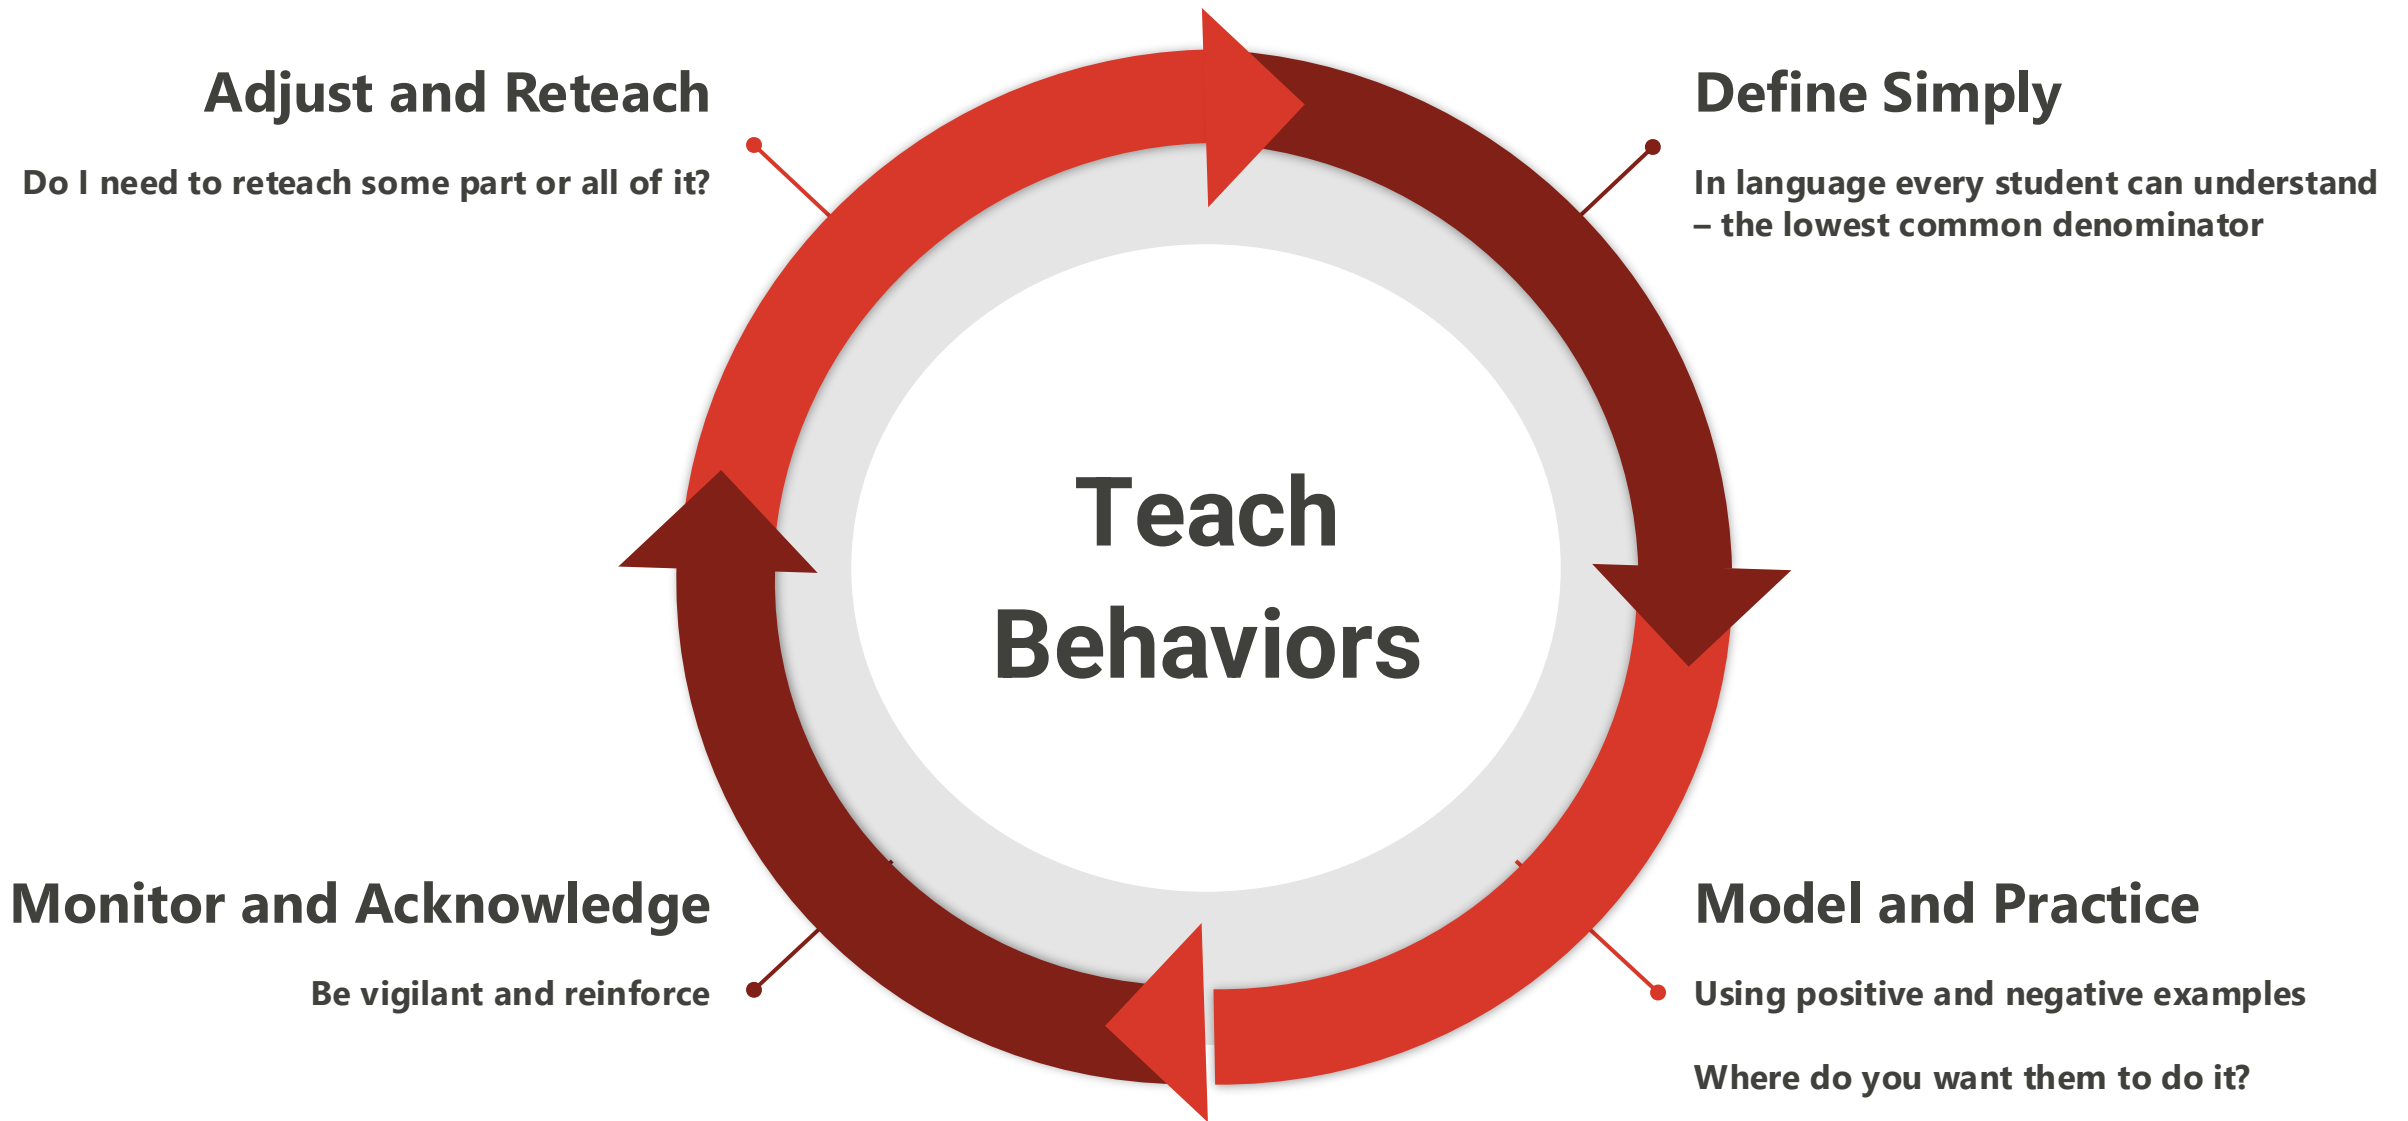 Adjust and Reteach
Do I need to reteach some part or all of it?
Define Simply
In language every student can understand
– the lowest common denominator
Teach
Behaviors
Monitor and Acknowledge
Be vigilant and reinforce
Model and Practice
Using positive and negative examples
Where do you want them to do it?